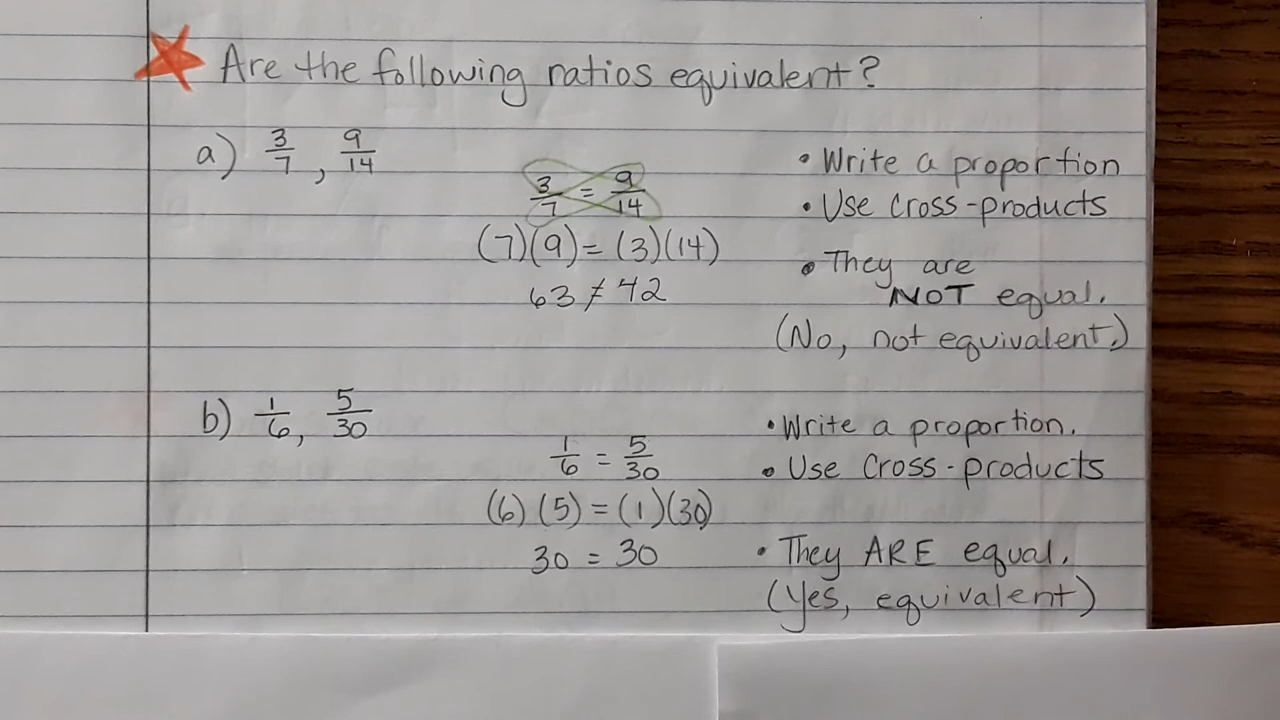 Are the following ratios equivalent?
a) 3/7 , 9/14
3/7 = 9/14
(7)(9) = (3)(14)
63 ≠ 42
• Write a proportion
• Use cross-products
• They are
NOT equal.
(No, not equivalent.)
b) 1/6, 5/30
1/6 = 5/30
(6)(5) = (1)(30)
30 = 30
• Write a proportion.
• Use cross-products
• They ARE equal.
(Yes, equivalent)